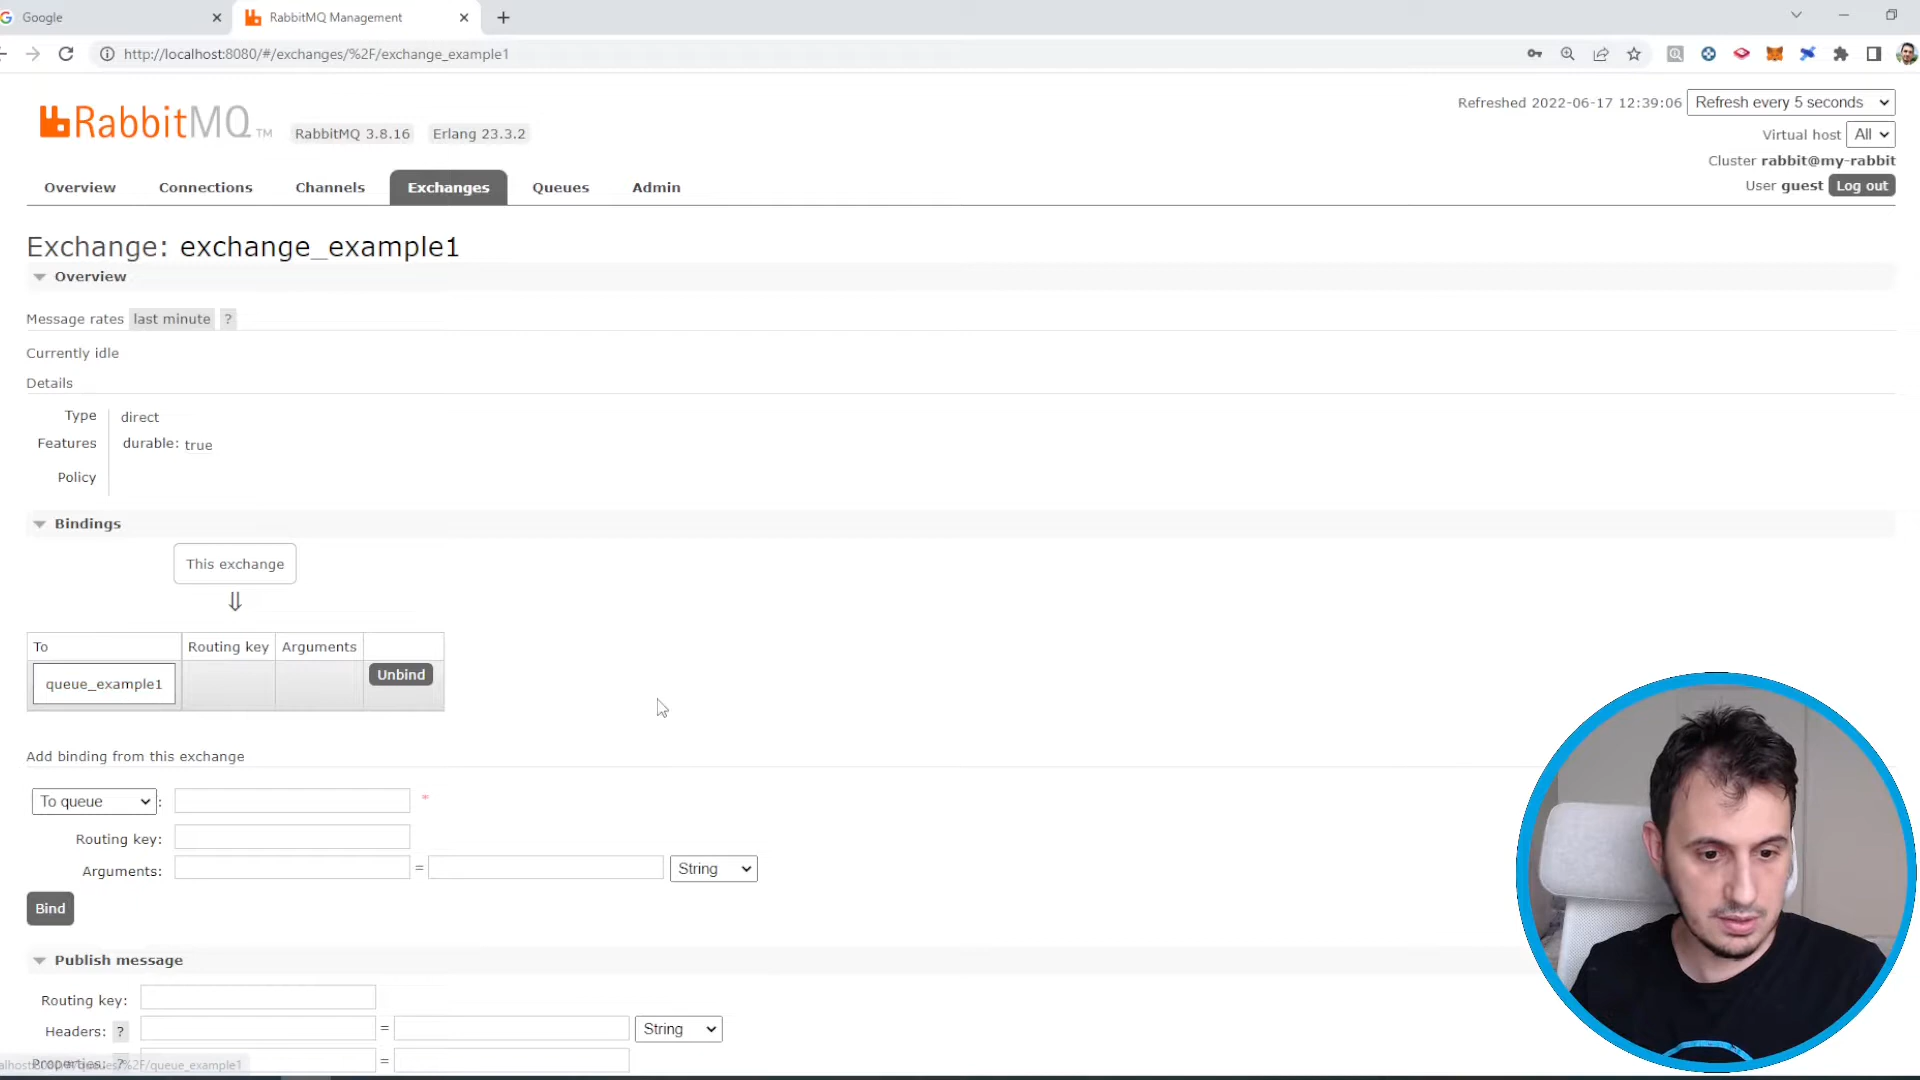 Google
RabbitMQ Management
http://localhost:8080/#/exchanges/%2F/exchange_example1
RabbitMQ TM
RabbitMQ 3.8.16
Erlang 23.3.2
Refreshed 2022-06-17 12:39:06
Refresh every 5 seconds
Virtual host All
Cluster rabbit@my-rabbit
User guest Log out
Overview
Connections
Channels
Exchanges
Queues
Admin
Exchange: exchange_example1
Overview
Message rates last minute ?
Currently idle
Details
Type direct
Features durable: true
Policy
Bindings
This exchange
⇓
To Routing key Arguments
queue_example1 Unbind
Add binding from this exchange
To queue : *
Routing key:
Arguments: = String
Bind
Publish message
Routing key:
Headers: ? = String
Properties: ? =